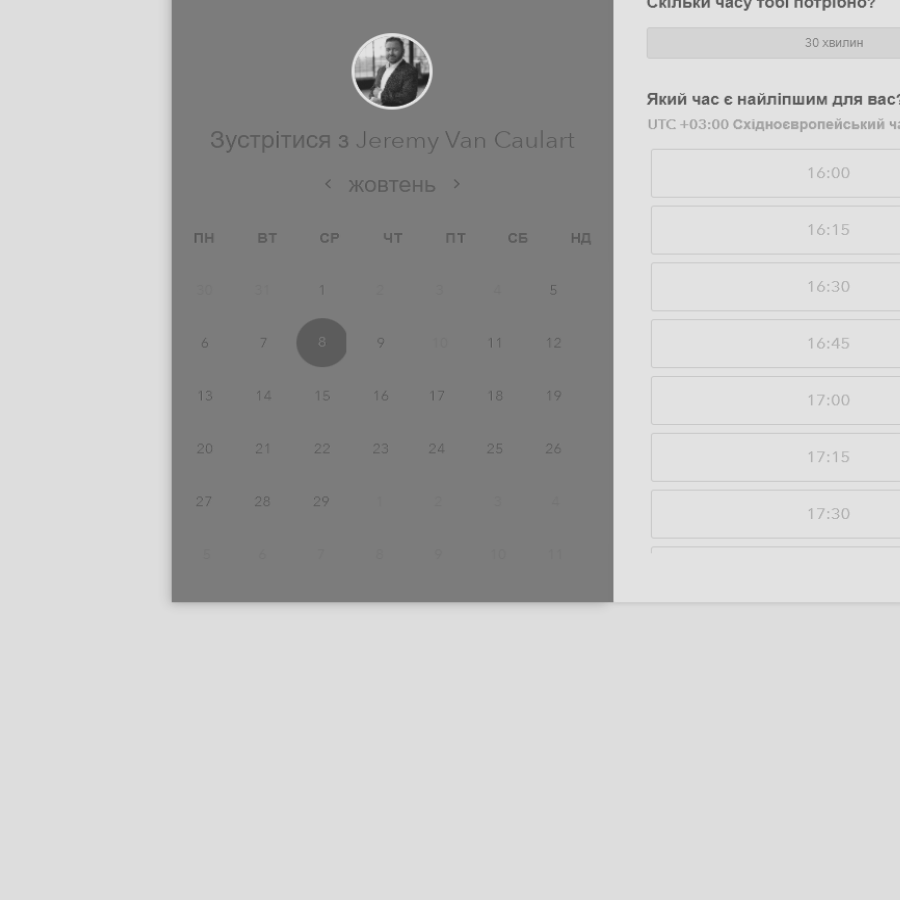 Скільки часу тобі потрібно?
30 хвилин
Який час є найліпшим для вас?
UTC +03:00 Східноєвропейський
16:00
16:15
16:30
16:45
17:00
17:15
17:30
Зустрітися з Jeremy Van Caulart
жовтень
ПН ВТ СР ЧТ ПТ СБ НД
30 31 1 2 3 4 5
6 7 8 9 10 11 12
13 14 15 16 17 18 19
20 21 22 23 24 25 26
27 28 29 1 2 3 4
5 6 7 8 9 10 11